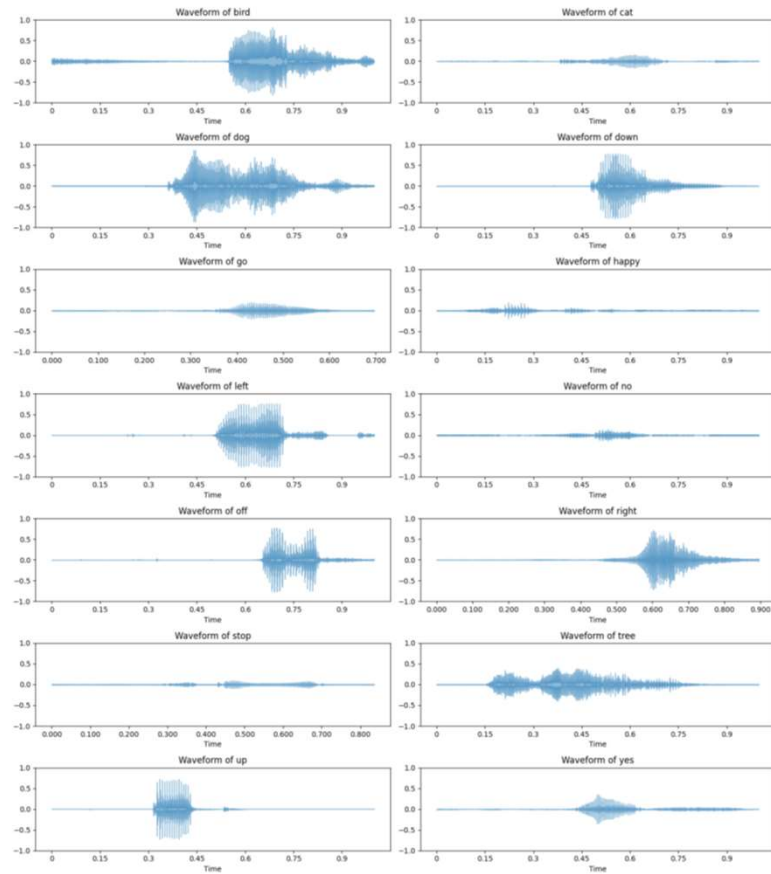 Waveform of bird
1.0
0.5
0.0
−0.5
−1.0
0 0.15 0.3 0.45 0.6 0.75 0.9
Time
Waveform of cat
1.0
0.5
0.0
−0.5
−1.0
0 0.15 0.3 0.45 0.6 0.75 0.9
Time
Waveform of dog
1.0
0.5
0.0
−0.5
−1.0
0 0.15 0.3 0.45 0.6 0.75 0.9
Time
Waveform of down
1.0
0.5
0.0
−0.5
−1.0
0 0.15 0.3 0.45 0.6 0.75 0.9
Time
Waveform of go
1.0
0.5
0.0
−0.5
−1.0
0.000 0.100 0.200 0.300 0.400 0.500 0.600 0.700
Time
Waveform of happy
1.0
0.5
0.0
−0.5
−1.0
0 0.15 0.3 0.45 0.6 0.75 0.9
Time
Waveform of left
1.0
0.5
0.0
−0.5
−1.0
0 0.15 0.3 0.45 0.6 0.75 0.9
Time
Waveform of no
1.0
0.5
0.0
−0.5
−1.0
0 0.15 0.3 0.45 0.6 0.75 0.9
Time
Waveform of off
1.0
0.5
0.0
−0.5
−1.0
0 0.15 0.3 0.45 0.6 0.75 0.9
Time
Waveform of right
1.0
0.5
0.0
−0.5
−1.0
0.000 0.100 0.200 0.300 0.400 0.500 0.600 0.700 0.800 0.900
Time
Waveform of stop
1.0
0.5
0.0
−0.5
−1.0
0.000 0.100 0.200 0.300 0.400 0.500 0.600 0.700 0.800
Time
Waveform of tree
1.0
0.5
0.0
−0.5
−1.0
0 0.15 0.3 0.45 0.6 0.75 0.9
Time
Waveform of up
1.0
0.5
0.0
−0.5
−1.0
0 0.15 0.3 0.45 0.6 0.75 0.9
Time
Waveform of yes
1.0
0.5
0.0
−0.5
−1.0
0 0.15 0.3 0.45 0.6 0.75 0.9
Time